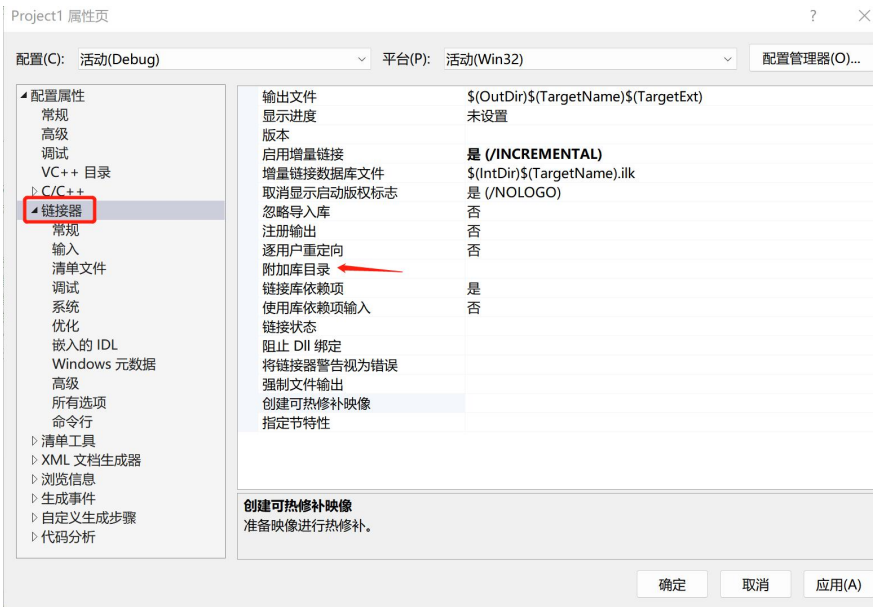 Project1 属性页
配置(C): 活动(Debug) 平台(P): 活动(Win32) 配置管理器(O)...
配置属性
常规
高级
调试
VC++ 目录
C/C++
链接器
常规
输入
清单文件
调试
系统
优化
嵌入的 IDL
Windows 元数据
高级
所有选项
命令行
清单工具
XML 文档生成器
浏览信息
生成事件
自定义生成步骤
代码分析
输出文件 $(OutDir)$(TargetName)$(TargetExt)
显示进度 未设置
版本
启用增量链接 是 (/INCREMENTAL)
增量链接数据库文件 $(IntDir)$(TargetName).ilk
取消显示启动版权标志 是 (/NOLOGO)
忽略导入库 否
注册输出 否
逐用户重定向 否
附加库目录
链接库依赖项 是
使用库依赖项输入 否
链接状态
阻止 Dll 绑定
将链接器警告视为错误
强制文件输出
创建可热修补映像
指定节特性
创建可热修补映像
准备映像进行热修补。
确定 取消 应用(A)